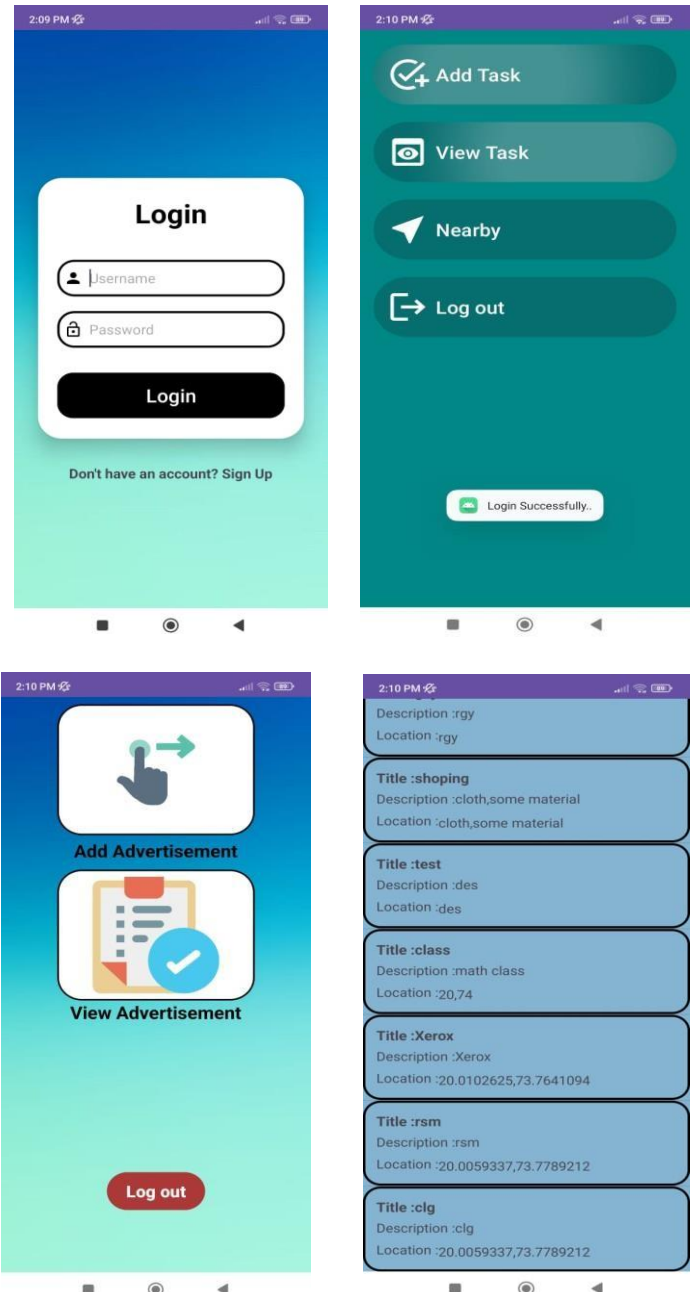 2:09 PM
Login
Username
Password
Login
Don't have an account? Sign Up
2:10 PM
Add Task
View Task
Nearby
Log out
Login Successfully..
2:10 PM
Add Advertisement
View Advertisement
Log out
2:10 PM
Description :rgy
Location :rgy
Title :shoping
Description :cloth,some material
Location :cloth,some material
Title :test
Description :des
Location :des
Title :class
Description :math class
Location :20,74
Title :Xerox
Description :Xerox
Location :20.0102625,73.7641094
Title :rsm
Description :rsm
Location :20.0059337,73.7789212
Title :clg
Description :clg
Location :20.0059337,73.7789212